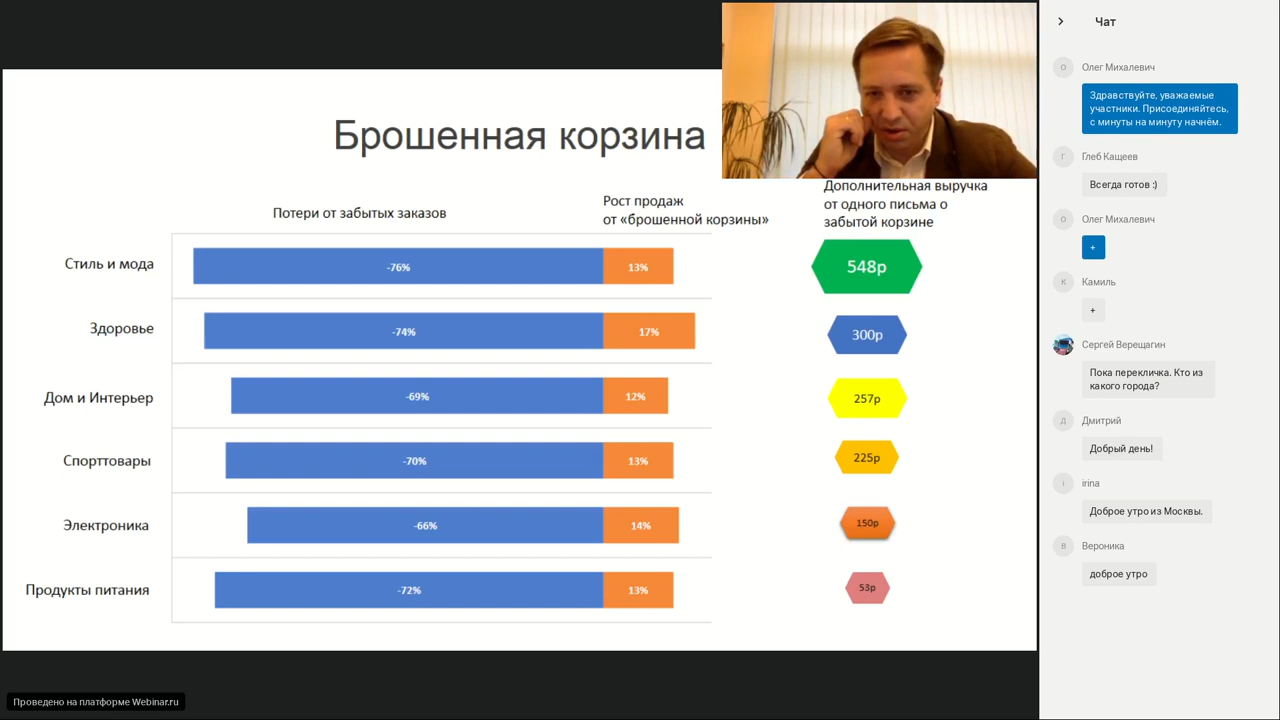 Брошенная корзина
Потери от забытых заказов
Рост продаж
от «брошенной корзины»
Дополнительная выручка
от одного письма о
забытой корзине
Стиль и мода
-76%
13%
548р
Здоровье
-74%
17%
300р
Дом и Интерьер
-69%
12%
257р
Спорттовары
-70%
13%
225р
Электроника
-66%
14%
150р
Продукты питания
-72%
13%
53р
Проведено на платформе Webinar.ru
Чат
О
Олег Михалевич
Здравствуйте, уважаемые
участники. Присоединяйтесь,
с минуты на минуту начнём.
Г
Глеб Кащеев
Всегда готов :)
О
Олег Михалевич
+
К
Камиль
+
Сергей Верещагин
Пока перекличка. Кто из
какого города?
Д
Дмитрий
Добрый день!
I
irina
Доброе утро из Москвы.
В
Вероника
доброе утро